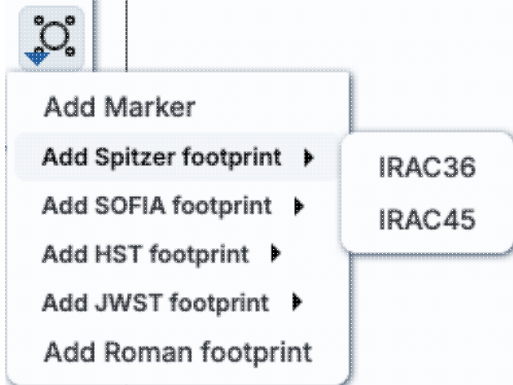 Add Marker
Add Spitzer footprint
IRAC36
Add SOFIA footprint
IRAC45
Add HST footprint
Add JWST footprint
Add Roman footprint